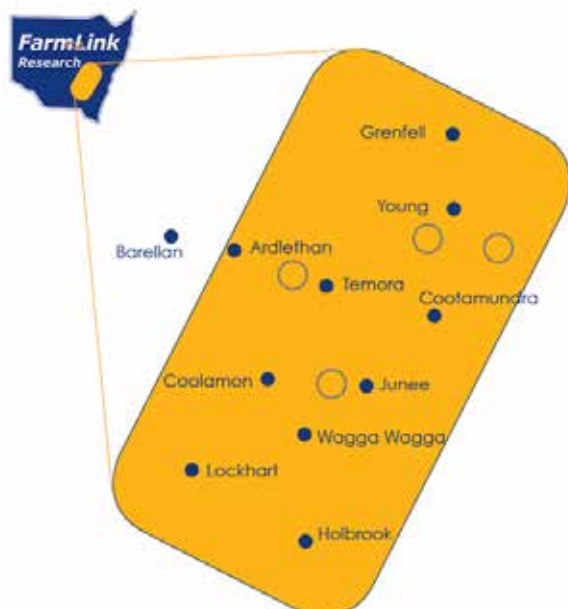 FarmLink
Research
Grenfell
Young
Barellan
Ardlethan
Temora
Cootamundra
Coolamon
Junee
Wagga Wagga
Lockhart
Holbrook